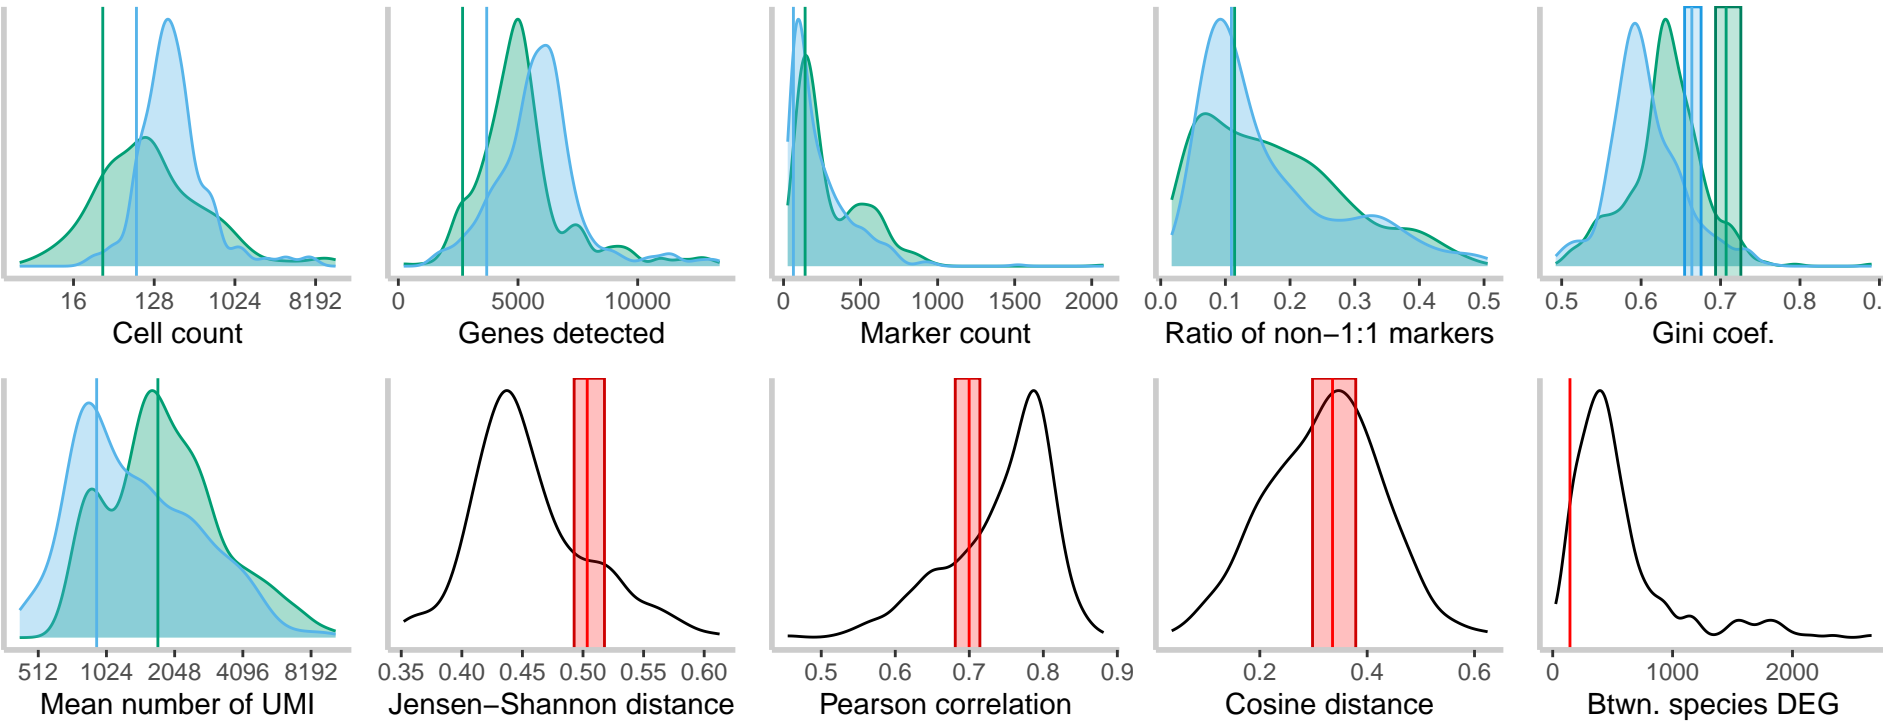 16 128 1024 8192
Cell count
0 5000 10000
Genes detected
0 500 1000 1500 2000
Marker count
0.0 0.1 0.2 0.3 0.4 0.5
Ratio of non−1:1 markers
0.5 0.6 0.7 0.8 0.
Gini coef.
512 1024 2048 4096 8192
Mean number of UMI
0.35 0.40 0.45 0.50 0.55 0.60
Jensen−Shannon distance
0.5 0.6 0.7 0.8 0.9
Pearson correlation
0.2 0.4 0.6
Cosine distance
0 1000 2000
Btwn. species DEG